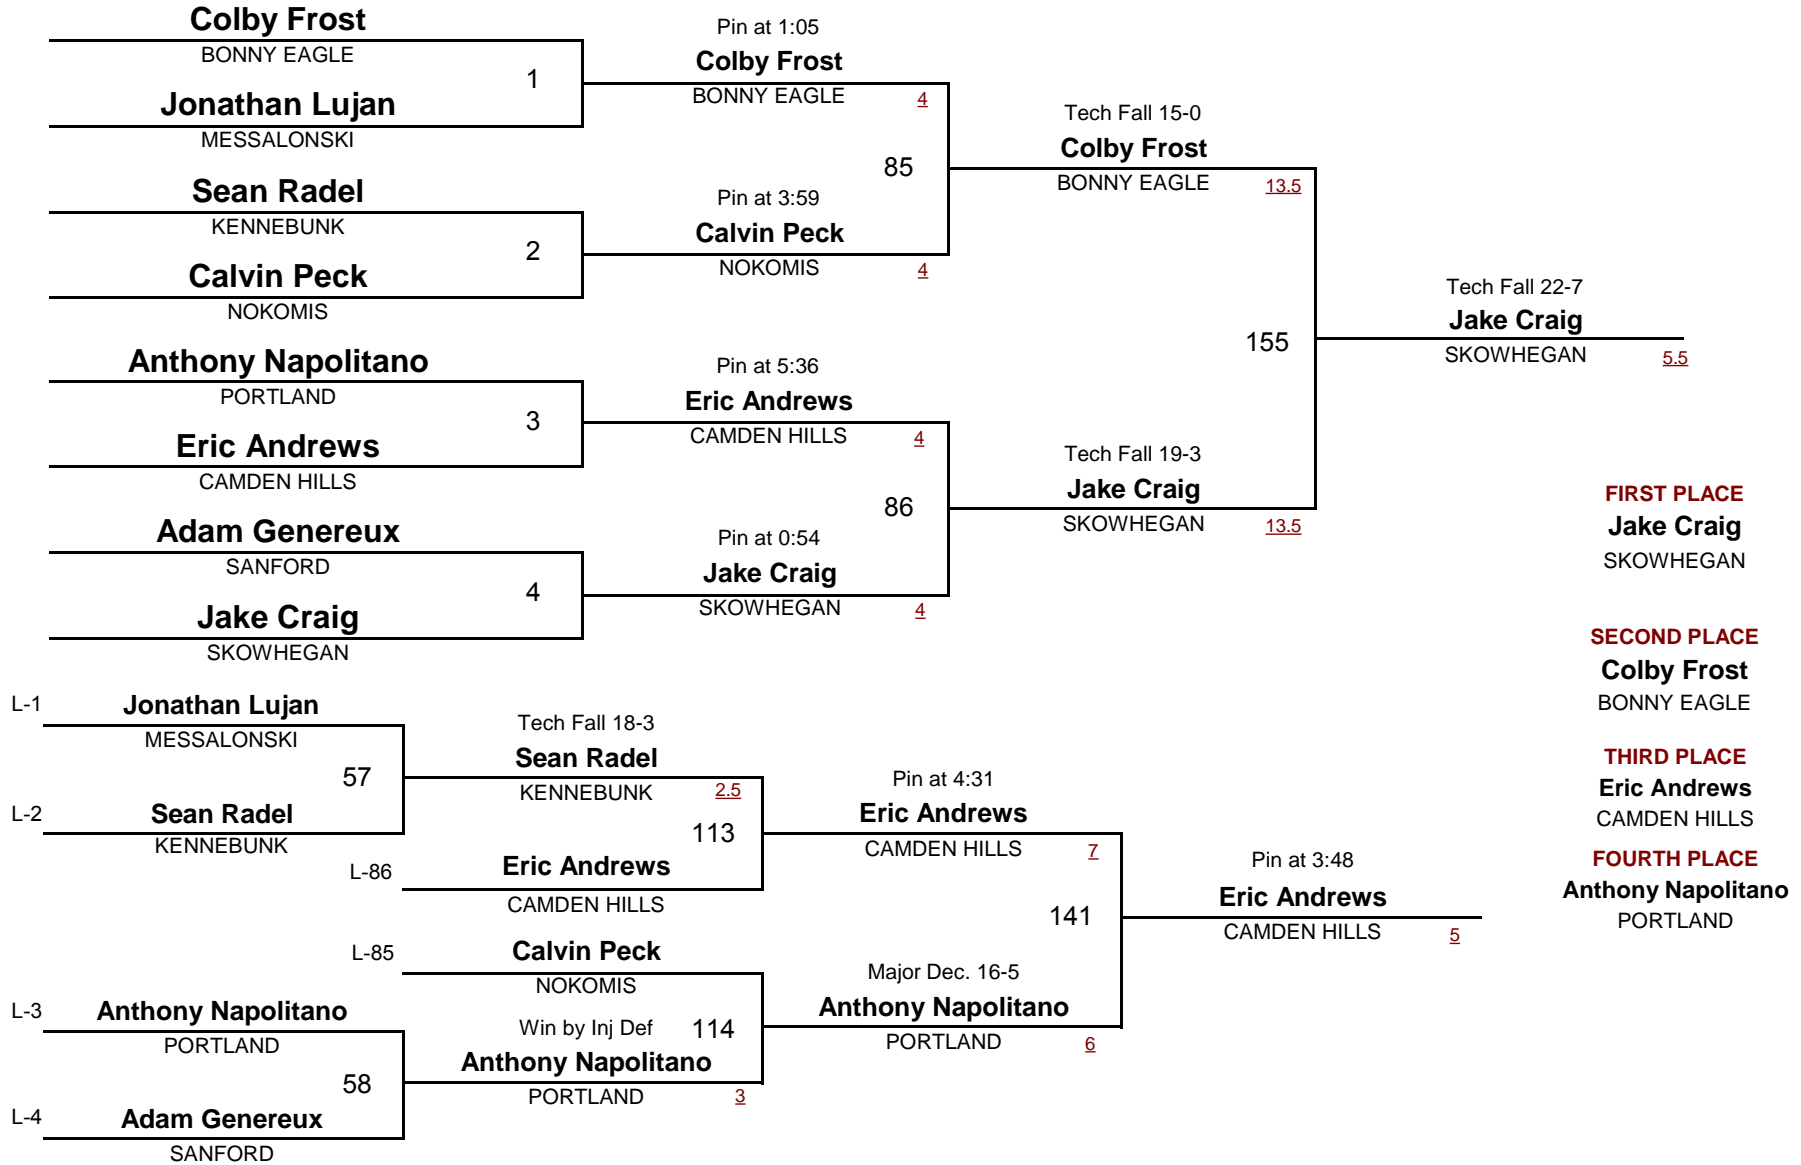 Colby Frost
BONNY EAGLE
1
Jonathan Lujan
MESSALONSKI
Sean Radel
KENNEBUNK
2
Calvin Peck
NOKOMIS
Anthony Napolitano
PORTLAND
3
Eric Andrews
CAMDEN HILLS
Adam Genereux
SANFORD
4
Jake Craig
SKOWHEGAN
Pin at 1:05
Colby Frost
BONNY EAGLE 4
85
Pin at 3:59
Calvin Peck
NOKOMIS 4
Pin at 5:36
Eric Andrews
CAMDEN HILLS 4
86
Pin at 0:54
Jake Craig
SKOWHEGAN 4
Tech Fall 15-0
Colby Frost
BONNY EAGLE 13.5
155
Tech Fall 19-3
Jake Craig
SKOWHEGAN 13.5
Tech Fall 22-7
Jake Craig
SKOWHEGAN 5.5
L-1 Jonathan Lujan
MESSALONSKI
57
L-2 Sean Radel
KENNEBUNK
Tech Fall 18-3
Sean Radel
KENNEBUNK 2.5
113
L-86 Eric Andrews
CAMDEN HILLS
L-85 Calvin Peck
NOKOMIS
L-3 Anthony Napolitano
PORTLAND
58
L-4 Adam Genereux
SANFORD
Win by Inj Def 114
Anthony Napolitano
PORTLAND 3
Pin at 4:31
Eric Andrews
CAMDEN HILLS 7
141
Major Dec. 16-5
Anthony Napolitano
PORTLAND 6
Pin at 3:48
Eric Andrews
CAMDEN HILLS 5
FIRST PLACE
Jake Craig
SKOWHEGAN
SECOND PLACE
Colby Frost
BONNY EAGLE
THIRD PLACE
Eric Andrews
CAMDEN HILLS
FOURTH PLACE
Anthony Napolitano
PORTLAND